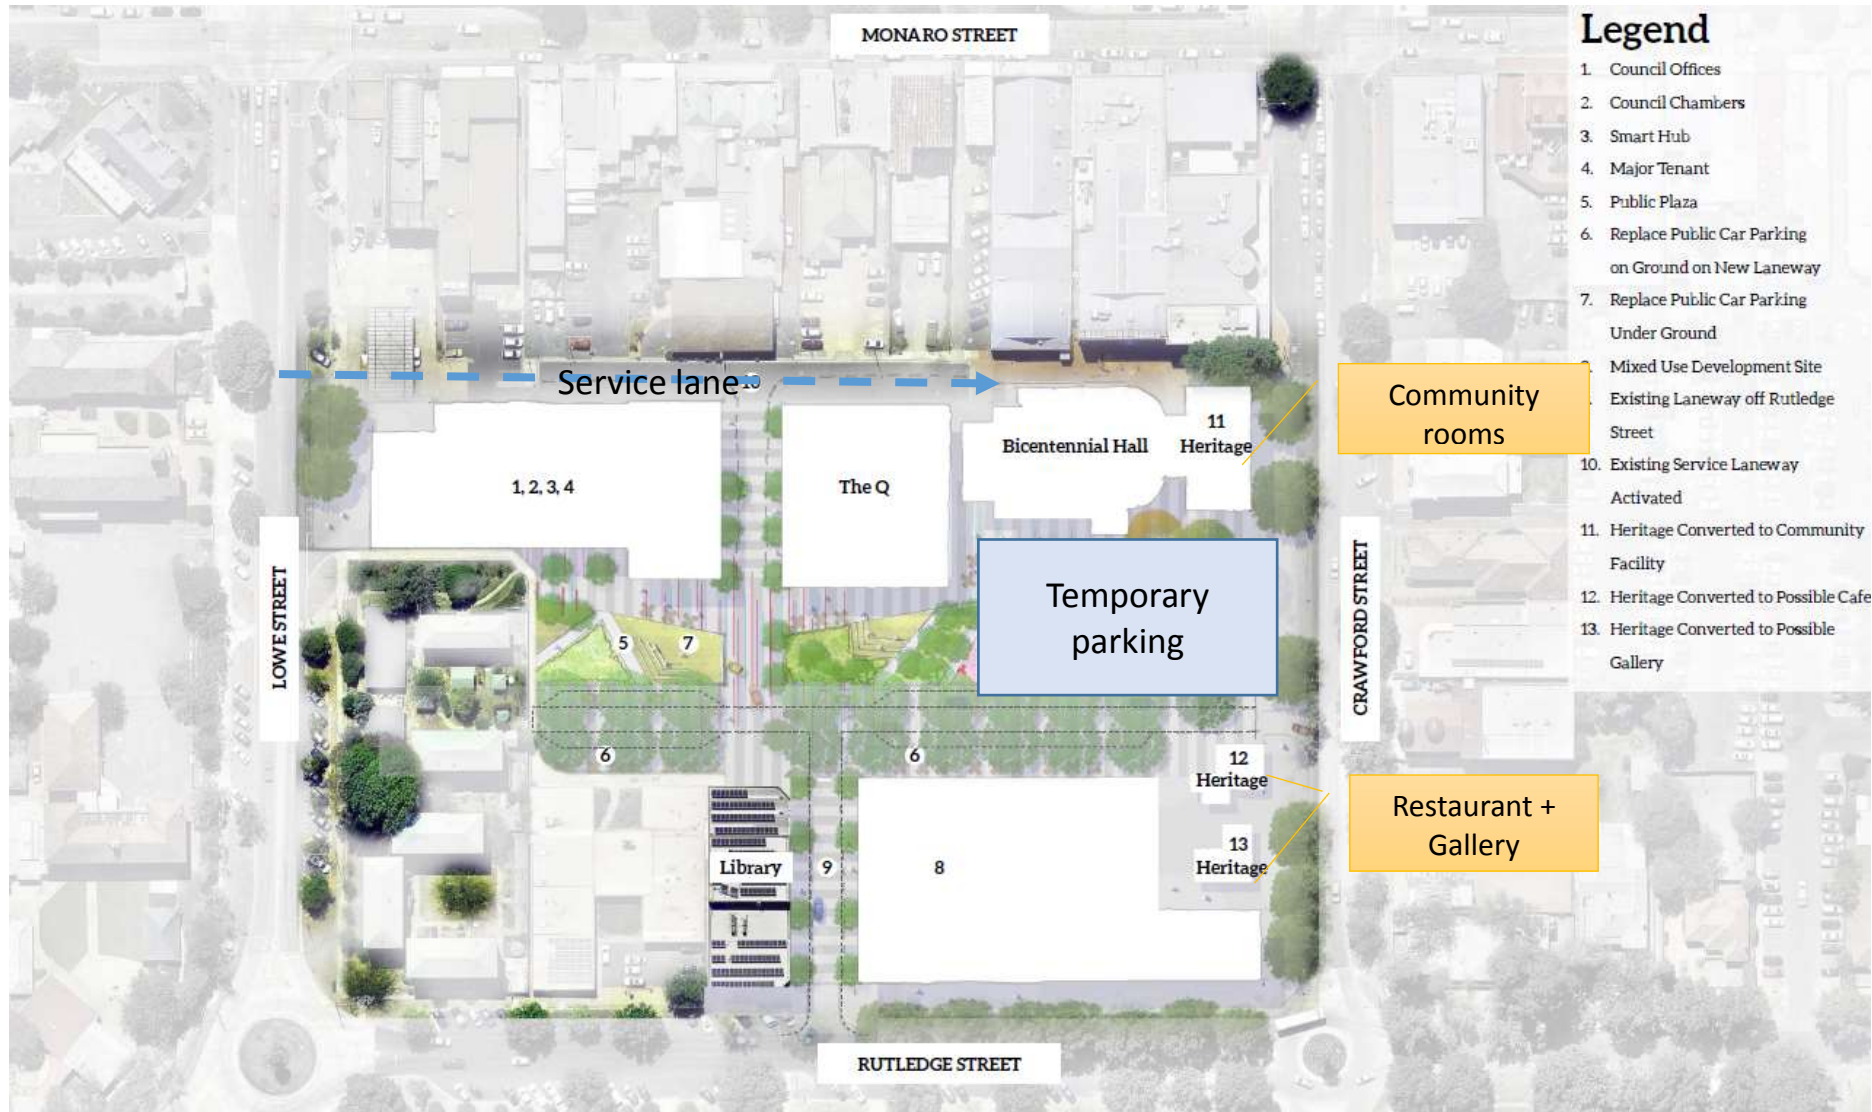 MONARO STREET
Legend
1. Council Offices
2. Council Chambers
3. Smart Hub
4. Major Tenant
5. Public Plaza
6. Replace Public Car Parking
on Ground on New Laneway
7. Replace Public Car Parking
Under Ground
Mixed Use Development Site
Existing Laneway off Rutledge
Street
10. Existing Service Laneway
Activated
11. Heritage Converted to Community
Facility
12. Heritage Converted to Possible Cafe
13. Heritage Converted to Possible
Gallery
Service lane
10
Community
rooms
11
Heritage
Bicentennial Hall
1, 2, 3, 4
The Q
LOWE STREET
CRAWFORD STREET
Temporary
parking
5
7
6
6
12
Heritage
Restaurant +
Gallery
13
Heritage
Library
9
8
RUTLEDGE STREET